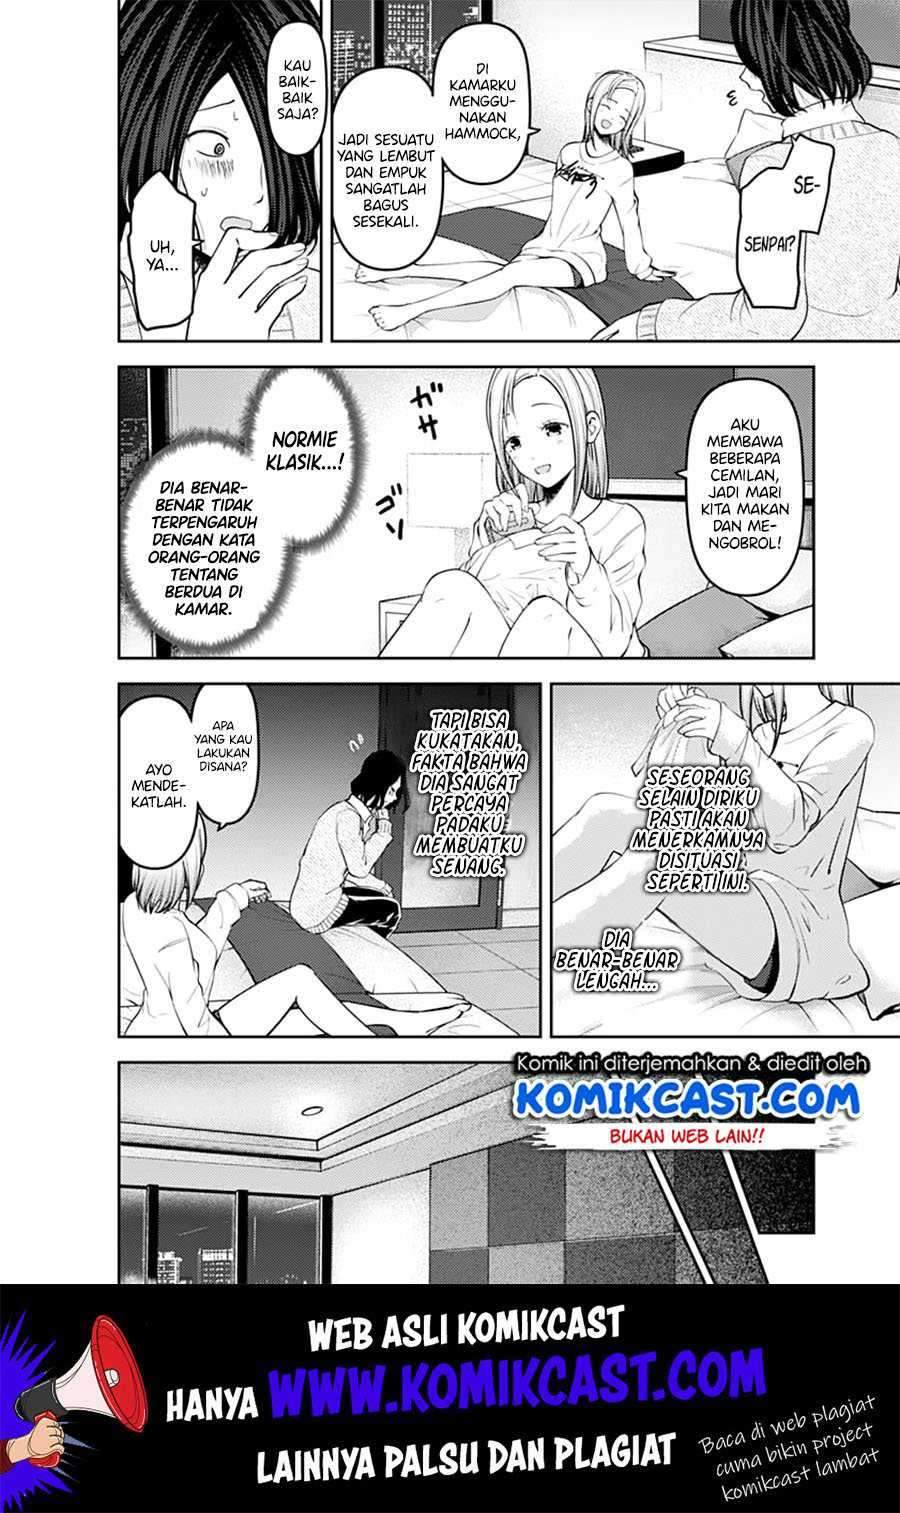 SE-
SENPAI?
DI
KAMARKU
MENGGU-
NAKAN
HAMMOCK,
JADI SESUATU
YANG LEMBUT
DAN EMPUK
SANGATLAH
BAGUS
SESEKALI.
KAU
BAIK-
BAIK
SAJA?
UH,
YA...
AKU
MEMBAWA
BEBERAPA
CEMILAN,
JADI MARI
KITA MAKAN
DAN ME-
NGOBROL!
ガサ
ゴソ
NORMIE
KLASIK...!
DIA BENAR-
BENAR TIDAK
TERPENGARUH
DENGAN KATA
ORANG-ORANG
TENTANG
BERDUA DI
KAMAR.
SESEORANG
SELAIN DIRIKU
PASTI AKAN
MENERKAMNYA
DISITUASI
SEPERTI INI.
DIA
BENAR-BENAR
LENGAH...
TAPI BISA
KUKATAKAN,
FAKTA BAHWA
DIA SANGAT
PERCAYA
PADAKU
MEMBUATKU
SENANG.
APA
YANG KAU
LAKUKAN
DISANA?
AYO
MENDE-
KATLAH.
Komik ini diterjemahkan & diedit oleh
KOMIKCAST.COM
BUKAN WEB LAIN!!
WEB ASLI KOMIKCAST
HANYA WWW.KOMIKCAST.COM
LAINNYA PALSU DAN PLAGIAT
Baca di web plagiat
cuma bikin project
komikcast lambat